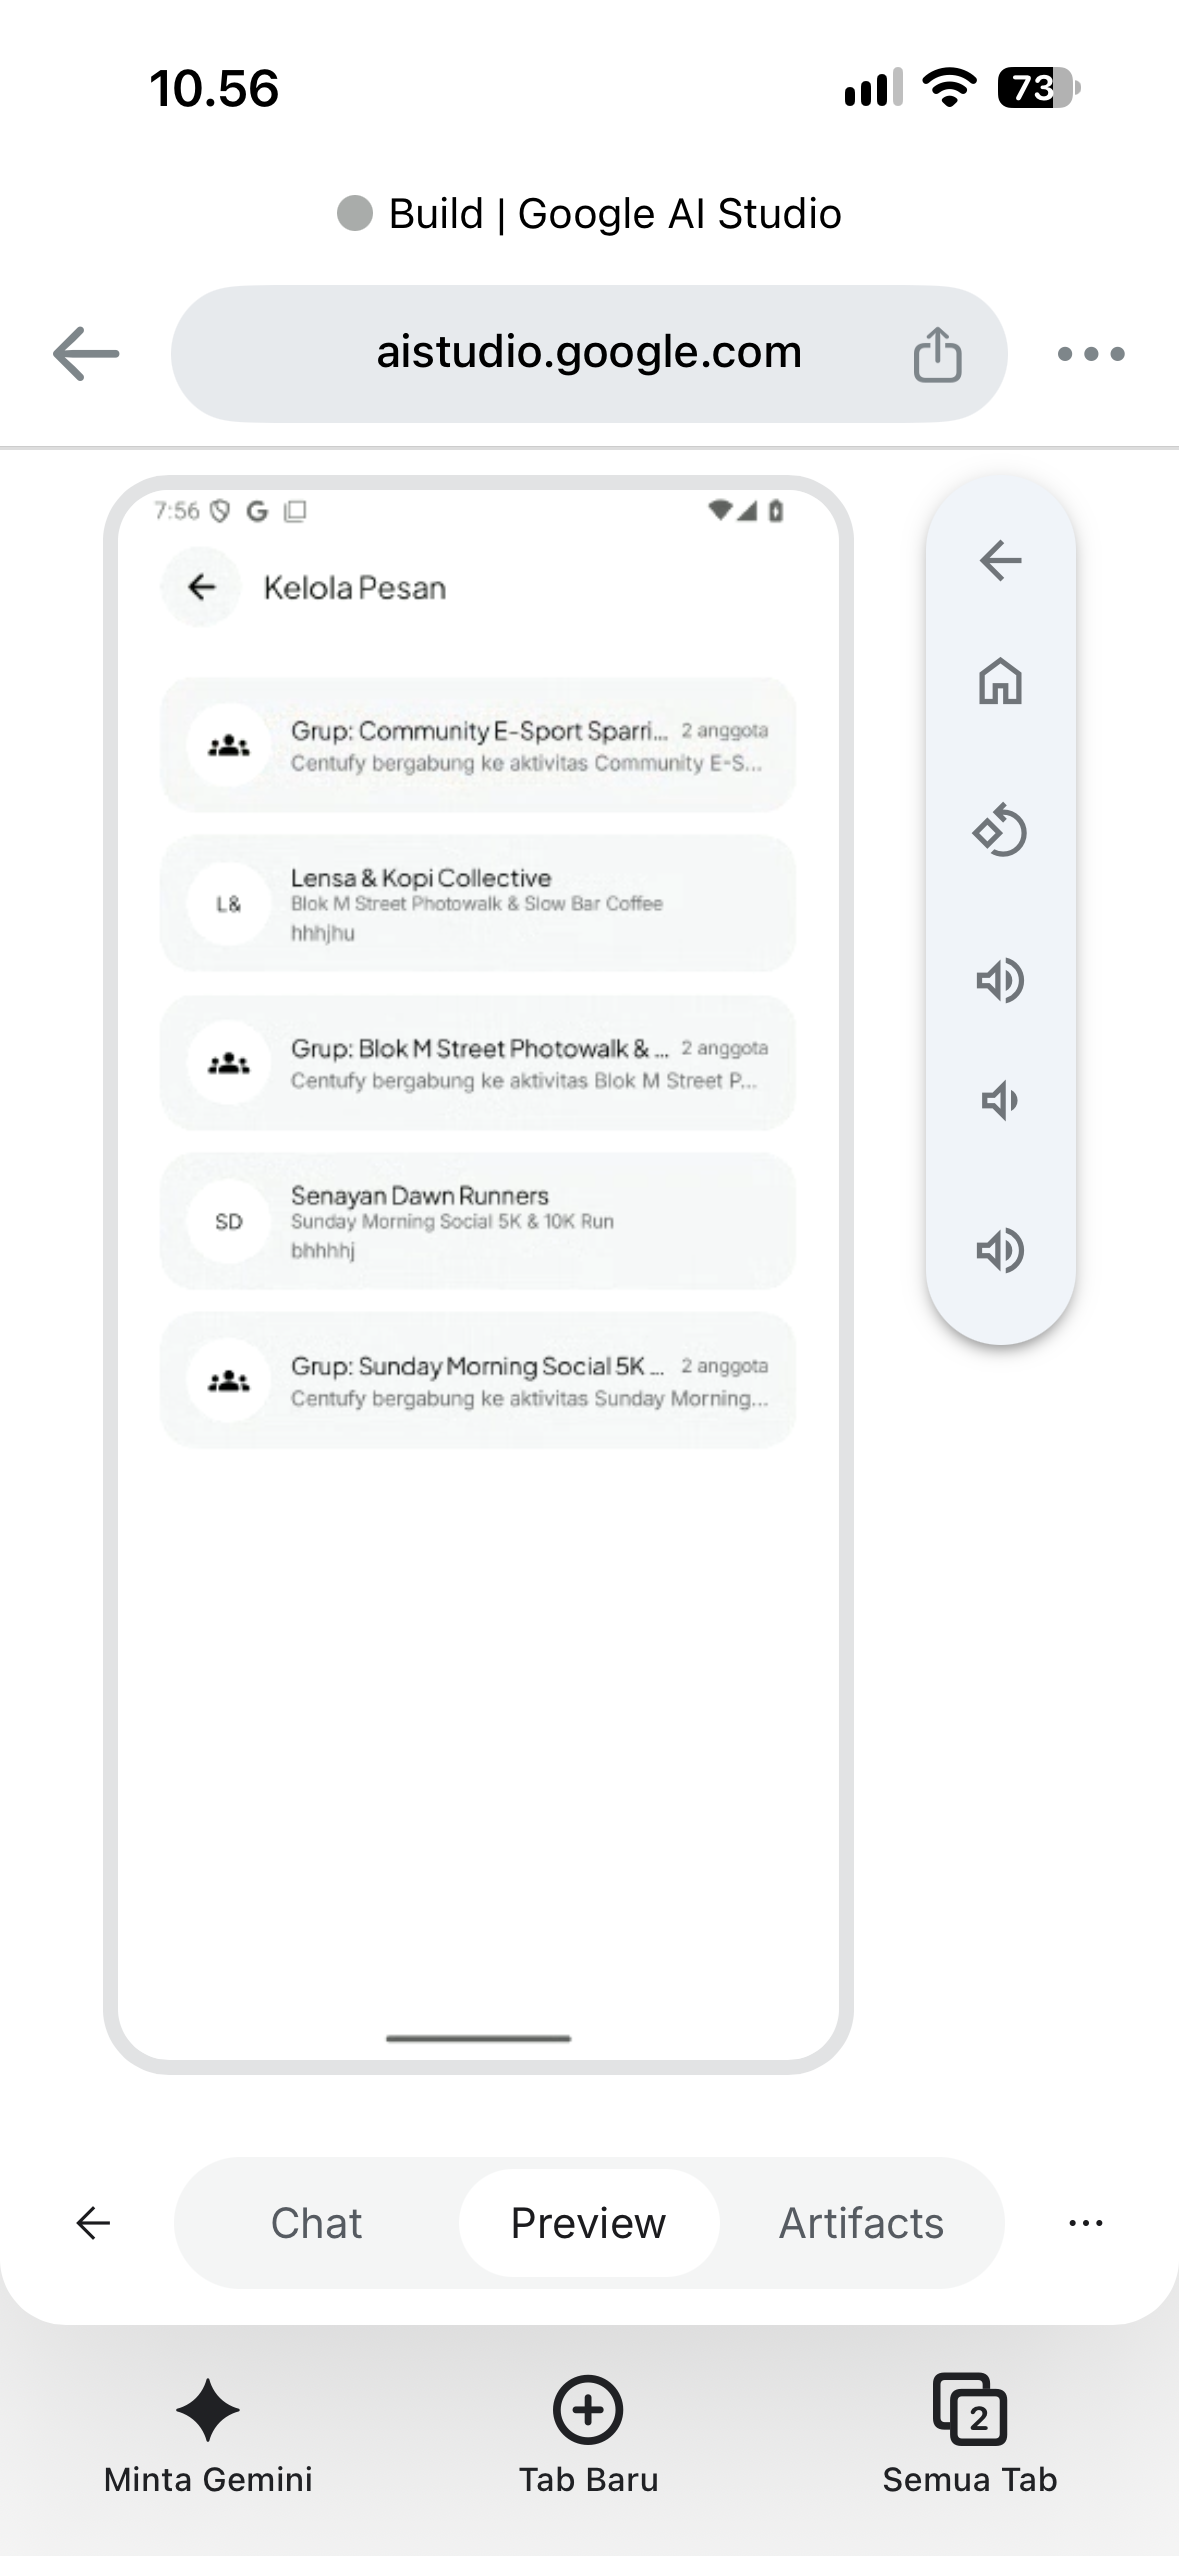 10.56
73
Build | Google AI Studio
aistudio.google.com
7:56 G
Kelola Pesan
Grup: Community E-Sport Sparri... 2 anggota
Centufy bergabung ke aktivitas Community E-S...
L&
Lensa & Kopi Collective
Blok M Street Photowalk & Slow Bar Coffee
hhhjhu
Grup: Blok M Street Photowalk & ... 2 anggota
Centufy bergabung ke aktivitas Blok M Street P...
SD
Senayan Dawn Runners
Sunday Morning Social 5K & 10K Run
bhhhhj
Grup: Sunday Morning Social 5K ... 2 anggota
Centufy bergabung ke aktivitas Sunday Morning...
Chat Preview Artifacts
2
Minta Gemini Tab Baru Semua Tab